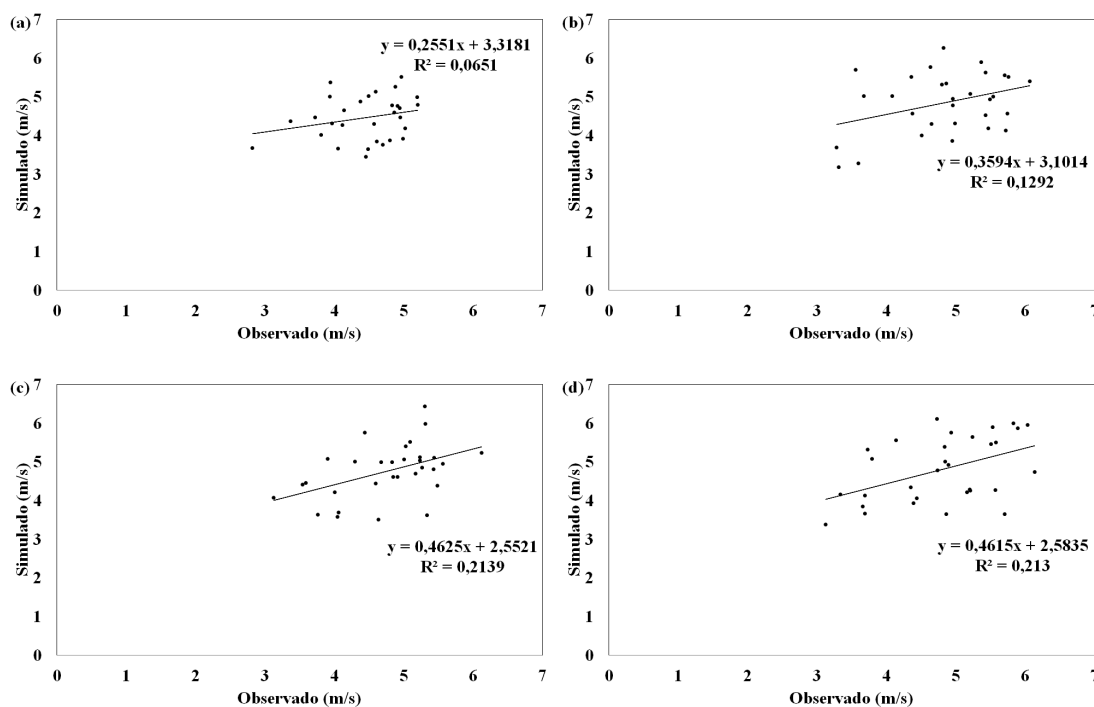 (a)
7
6
5
4
3
2
1
0
Simulado (m/s)
y = 0,2551x + 3,3181
R² = 0,0651
0 1 2 3 4 5 6 7
Observado (m/s)
(b)
7
6
5
4
3
2
1
0
Simulado (m/s)
y = 0,3594x + 3,1014
R² = 0,1292
0 1 2 3 4 5 6 7
Observado (m/s)
(c)
7
6
5
4
3
2
1
0
Simulado (m/s)
y = 0,4625x + 2,5521
R² = 0,2139
0 1 2 3 4 5 6 7
Observado (m/s)
(d)
7
6
5
4
3
2
1
0
Simulado (m/s)
y = 0,4615x + 2,5835
R² = 0,213
0 1 2 3 4 5 6 7
Observado (m/s)